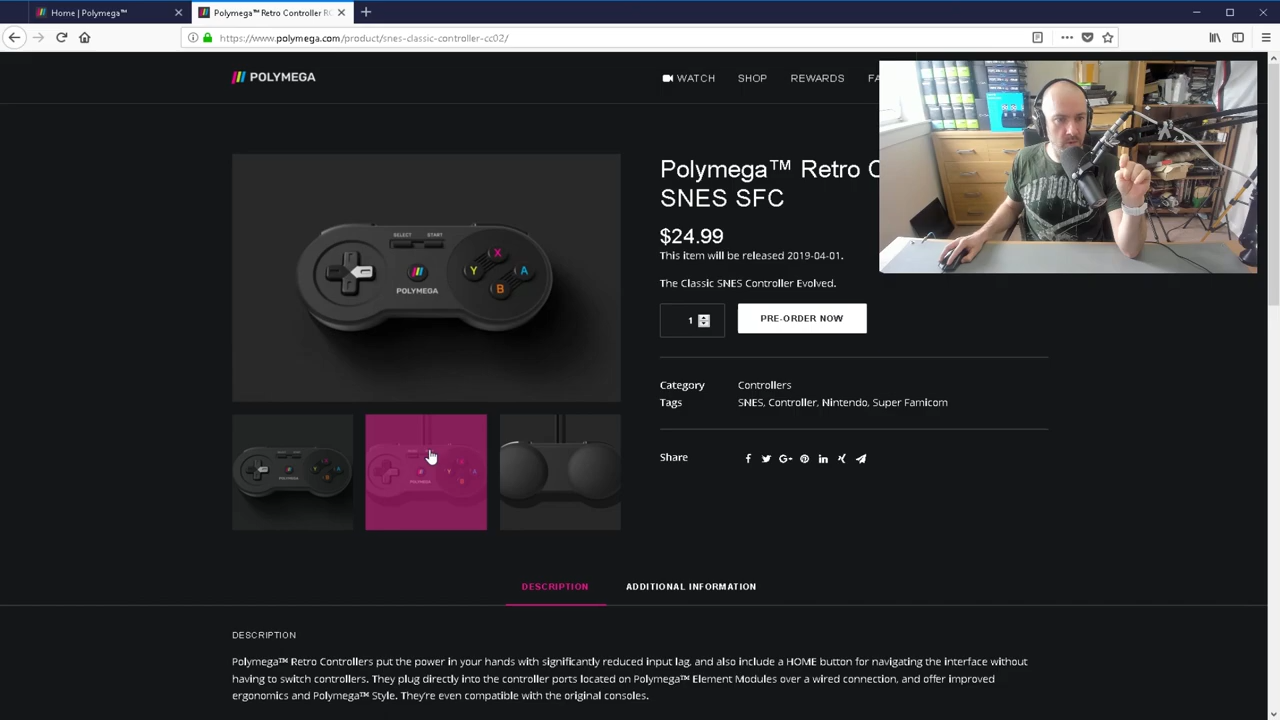 Home | Polymega™
Polymega™ Retro Controller RC
https://www.polymega.com/product/snes-classic-controller-cc02/
POLYMEGA
WATCH SHOP REWARDS FA
Polymega™ Retro C
SNES SFC
$24.99
This item will be released 2019-04-01.
The Classic SNES Controller Evolved.
1
PRE-ORDER NOW
Category Controllers
Tags SNES, Controller, Nintendo, Super Famicom
Share
SELECT START
X
Y A
B
POLYMEGA
DESCRIPTION ADDITIONAL INFORMATION
DESCRIPTION
Polymega™ Retro Controllers put the power in your hands with significantly reduced input lag, and also include a HOME button for navigating the interface without
having to switch controllers. They plug directly into the controller ports located on Polymega™ Element Modules over a wired connection, and offer improved
ergonomics and Polymega™ Style. They're even compatible with the original consoles.